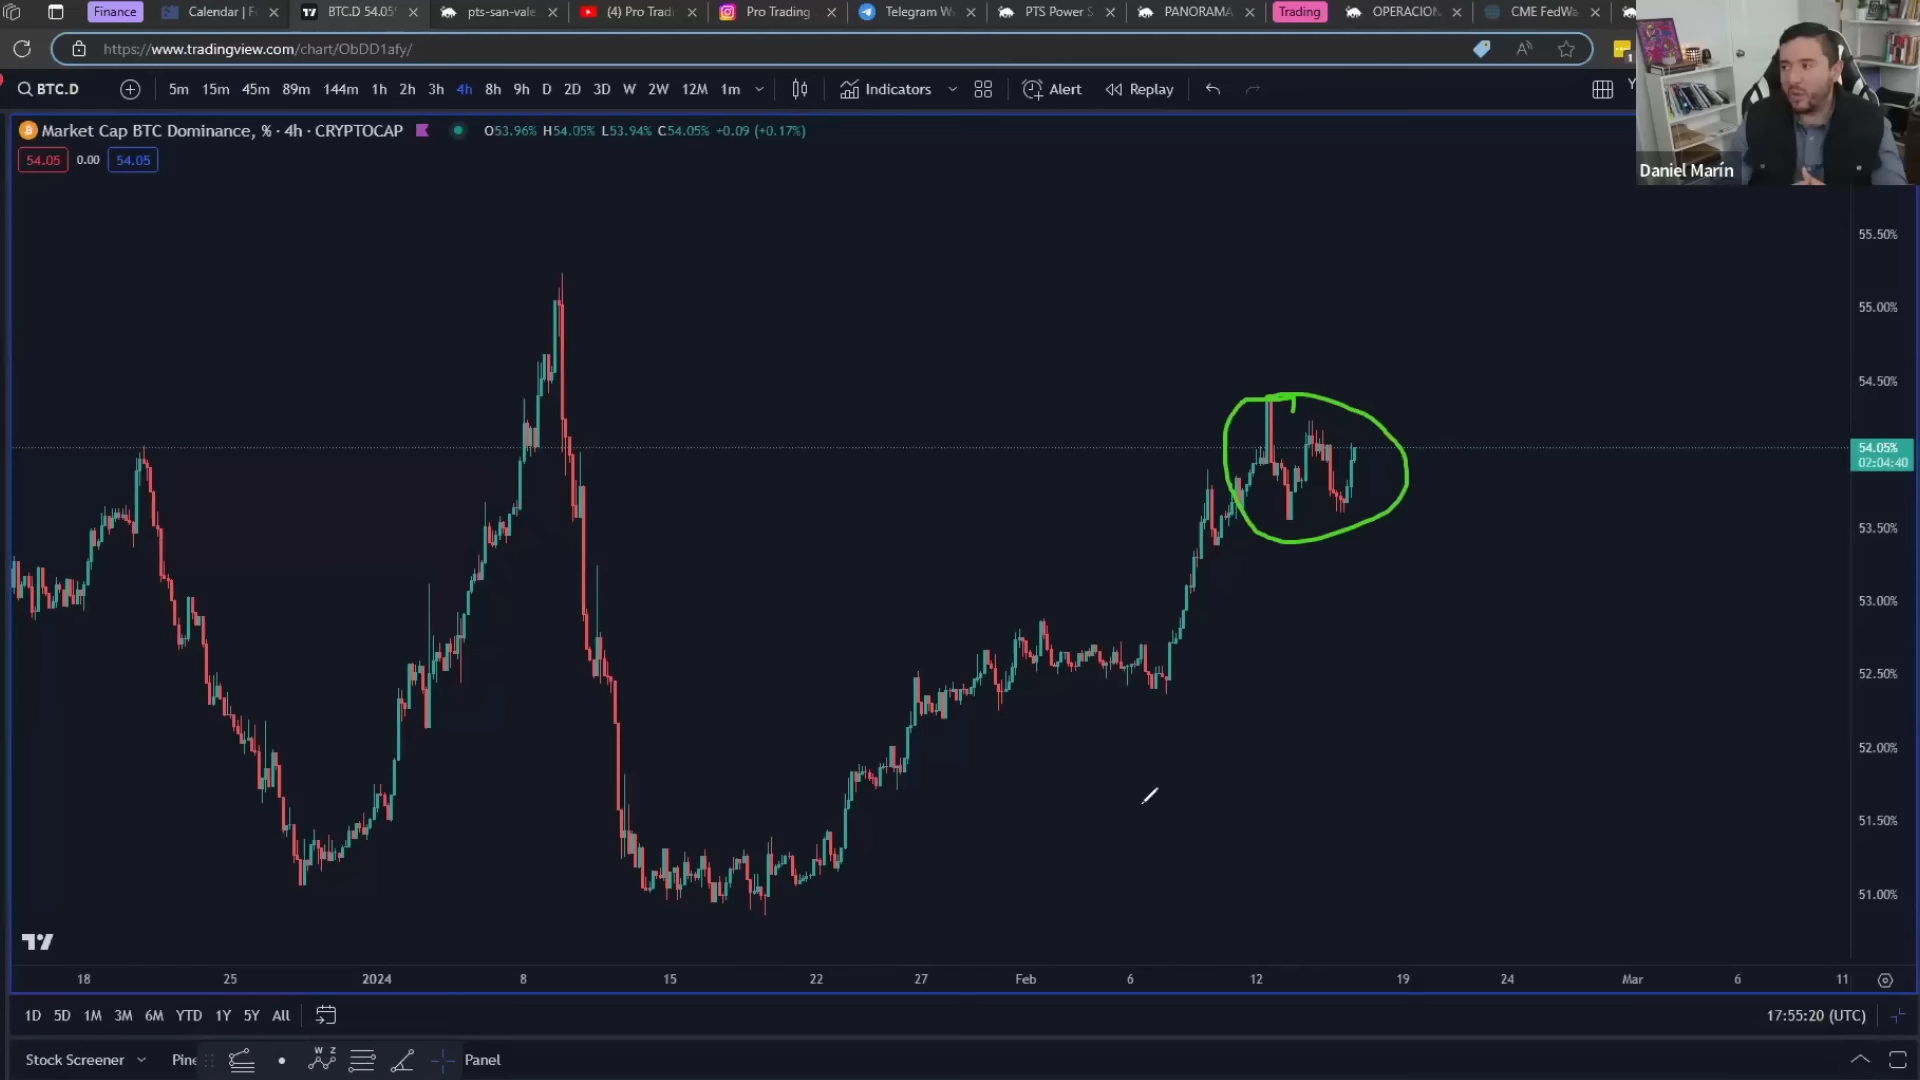 Finance
Calendar | F
BTC.D 54.05
pts-san-vale
(4) Pro Tradi
Pro Trading
Telegram W
PTS Power S
PANORAMA
Trading
OPERACION
CME FedWa
https://www.tradingview.com/chart/ObDD1afy/
BTC.D
5m 15m 45m 89m 144m 1h 2h 3h 4h 8h 9h D 2D 3D W 2W 12M 1m
Indicators
Alert
Replay
Market Cap BTC Dominance, % · 4h · CRYPTOCAP
O53.96% H54.05% L53.94% C54.05% +0.09 (+0.17%)
54.05 0.00 54.05
Daniel Marín
55.50%
55.00%
54.50%
54.05%
02:04:40
53.50%
53.00%
52.50%
52.00%
51.50%
51.00%
18 25 2024 8 15 22 27 Feb 6 12 19 24 Mar 6 11
1D 5D 1M 3M 6M YTD 1Y 5Y All
17:55:20 (UTC)
Stock Screener
Pine
W Z
Panel